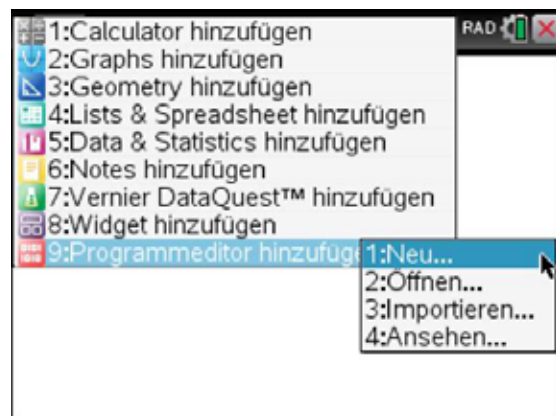 1:Calculator hinzufügen
RAD
2:Graphs hinzufügen
3:Geometry hinzufügen
4:Lists & Spreadsheet hinzufügen
5:Data & Statistics hinzufügen
6:Notes hinzufügen
7:Vernier DataQuest™ hinzufügen
8:Widget hinzufügen
9:Programmeditor hinzufüge
1:Neu...
2:Öffnen...
3:Importieren...
4:Ansehen...